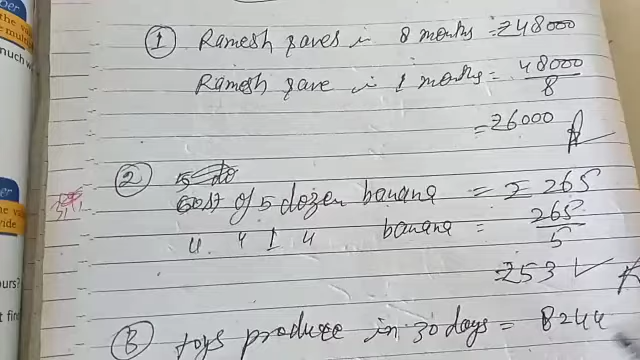 ① Ramesh saves in 8 months = ₹48000
Ramesh save in 1 months = 48000/8
= ₹6000
② 5 do
Cost of 5 dozen banana = ₹ 265
" " 1 " banana = 265/5
= ₹53
③ toys produce in 30 days = 8244